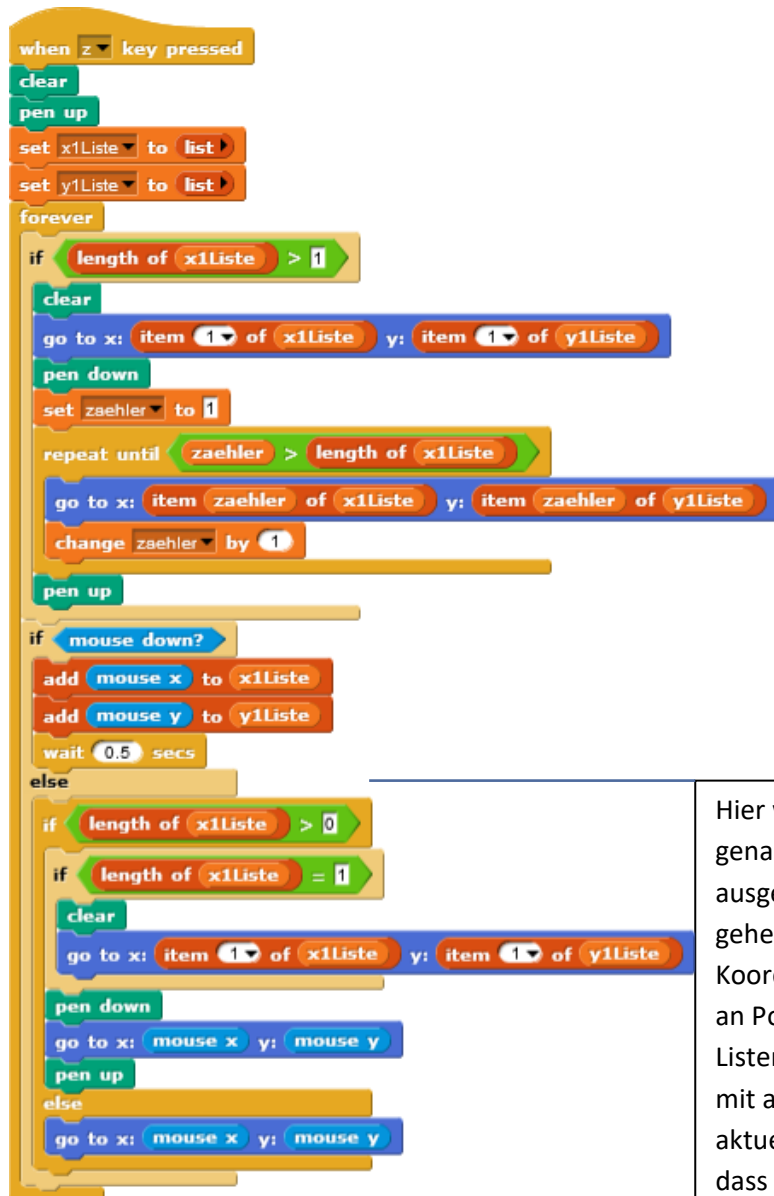 when z key pressed
clear
pen up
set x1Liste to list
set y1Liste to list
forever
if length of x1Liste > 1
clear
go to x: item 1 of x1Liste y: item 1 of y1Liste
pen down
set zaehler to 1
repeat until zaehler > length of x1Liste
go to x: item zaehler of x1Liste y: item zaehler of y1Liste
change zaehler by 1
pen up
if mouse down?
add mouse x to x1Liste
add mouse y to y1Liste
wait 0.5 secs
else
if length of x1Liste > 0
if length of x1Liste = 1
clear
go to x: item 1 of x1Liste y: item 1 of y1Liste
pen down
go to x: mouse x y: mouse y
pen up
else
go to x: mouse x y: mouse y
Hier
gena
ausge
gehe
Koor
an
Lister
mit
aktue
dass